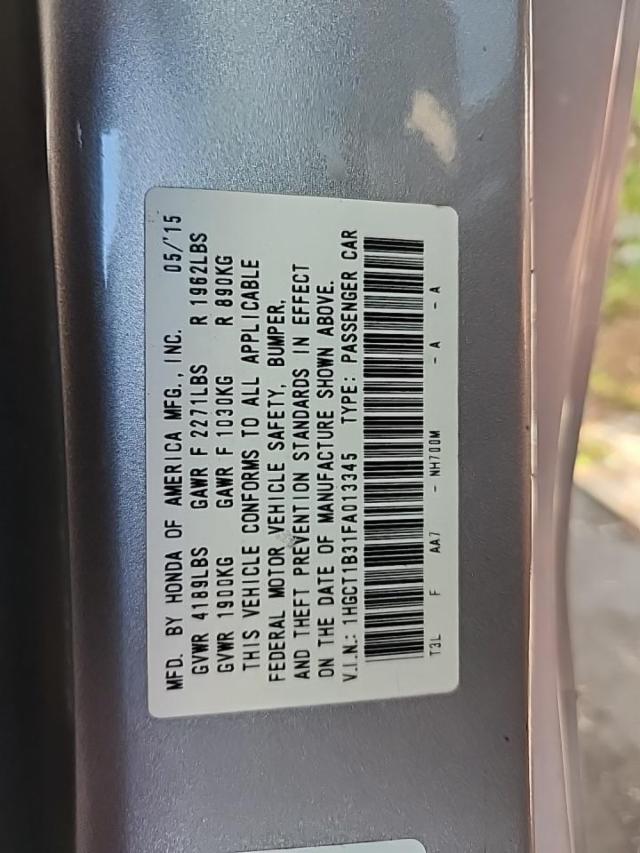 MFD. BY HONDA OF AMERICA MFG., INC. 05/'15
GVWR 4189LBS GAWR F 2271LBS R 1962LBS
GVWR 1900KG GAWR F 1030KG R 890KG
THIS VEHICLE CONFORMS TO ALL APPLICABLE
FEDERAL MOTOR VEHICLE SAFETY, BUMPER,
AND THEFT PREVENTION STANDARDS IN EFFECT
ON THE DATE OF MANUFACTURE SHOWN ABOVE.
V.I.N.: 1HGCT1B31FA013345 TYPE: PASSENGER CAR
T3L F AA7 - NH700M - A - A